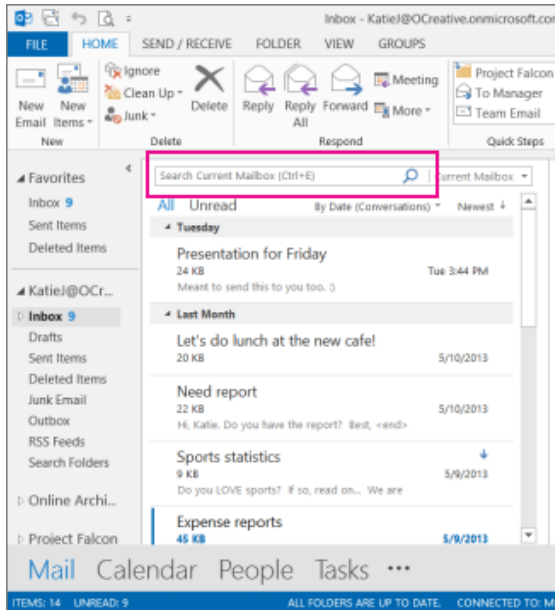 Inbox - KatieJ@OCreative.onmicrosoft.com
FILE HOME SEND / RECEIVE FOLDER VIEW GROUPS
New Email
New Items
Ignore
Clean Up
Junk
Delete
Reply
Reply All
Forward
Meeting
More
Project Falcon
To Manager
Team Email
New Delete Respond Quick Steps
Favorites
Inbox 9
Sent Items
Deleted Items
KatieJ@OCr...
Inbox 9
Drafts
Sent Items
Deleted Items
Junk Email
Outbox
RSS Feeds
Search Folders
Online Archi...
Project Falcon
Search Current Mailbox (Ctrl+E)
Current Mailbox
All Unread By Date (Conversations) Newest ↓
Tuesday
Presentation for Friday
24 KB Tue 3:44 PM
Meant to send this to you too. :)
Last Month
Let's do lunch at the new cafe!
20 KB 5/10/2013
Need report
22 KB 5/10/2013
Hi, Katie. Do you have the report? Best, <end>
Sports statistics
9 KB 5/9/2013
Do you LOVE sports? If so, read on... We are
Expense reports
45 KB 5/9/2013
Mail Calendar People Tasks •••
ITEMS: 14 UNREAD: 9 ALL FOLDERS ARE UP TO DATE. CONNECTED TO: M